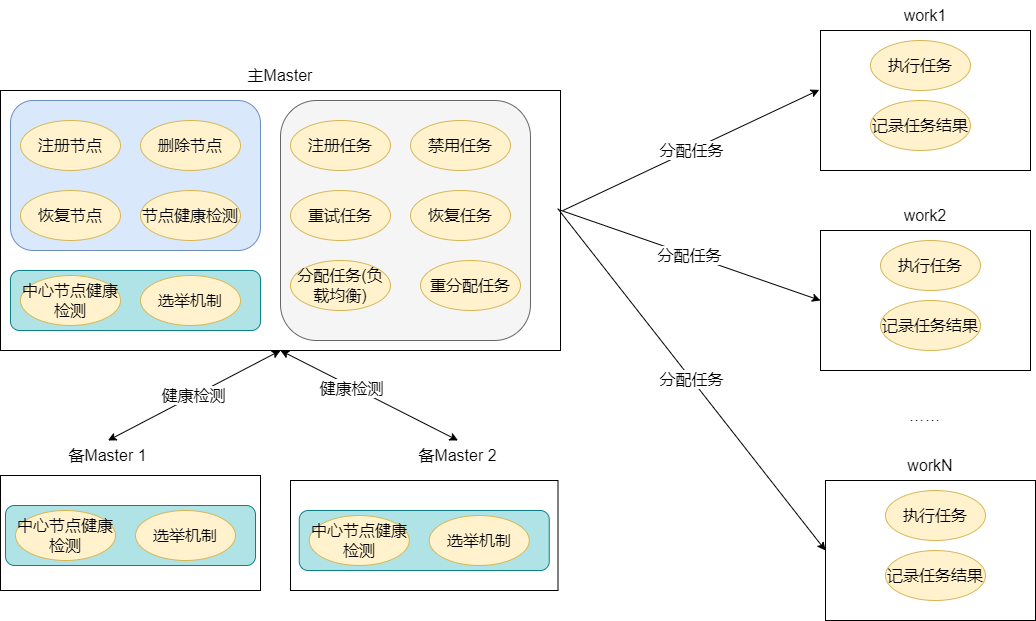 主Master
注册节点
删除节点
恢复节点
节点健康检测
中心节点健康
检测
选举机制
注册任务
禁用任务
重试任务
恢复任务
分配任务(负
载均衡)
重分配任务
健康检测
健康检测
备Master 1
中心节点健康
检测
选举机制
备Master 2
中心节点健康
检测
选举机制
分配任务
分配任务
分配任务
work1
执行任务
记录任务结果
work2
执行任务
记录任务结果
……
workN
执行任务
记录任务结果